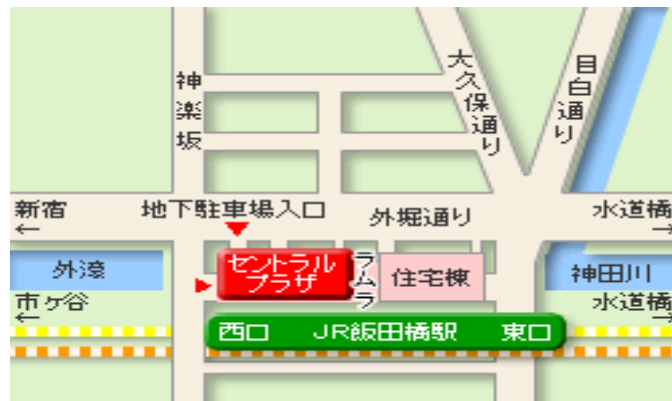 神楽坂
大久保通り
目白通り
新宿
←
地下駐車場入口
外堀通り
水道橋
→
外濠
セントラル
プラザ
ラムラ
住宅棟
神田川
市ヶ谷
←
水道橋
→
西口 JR飯田橋駅 東口